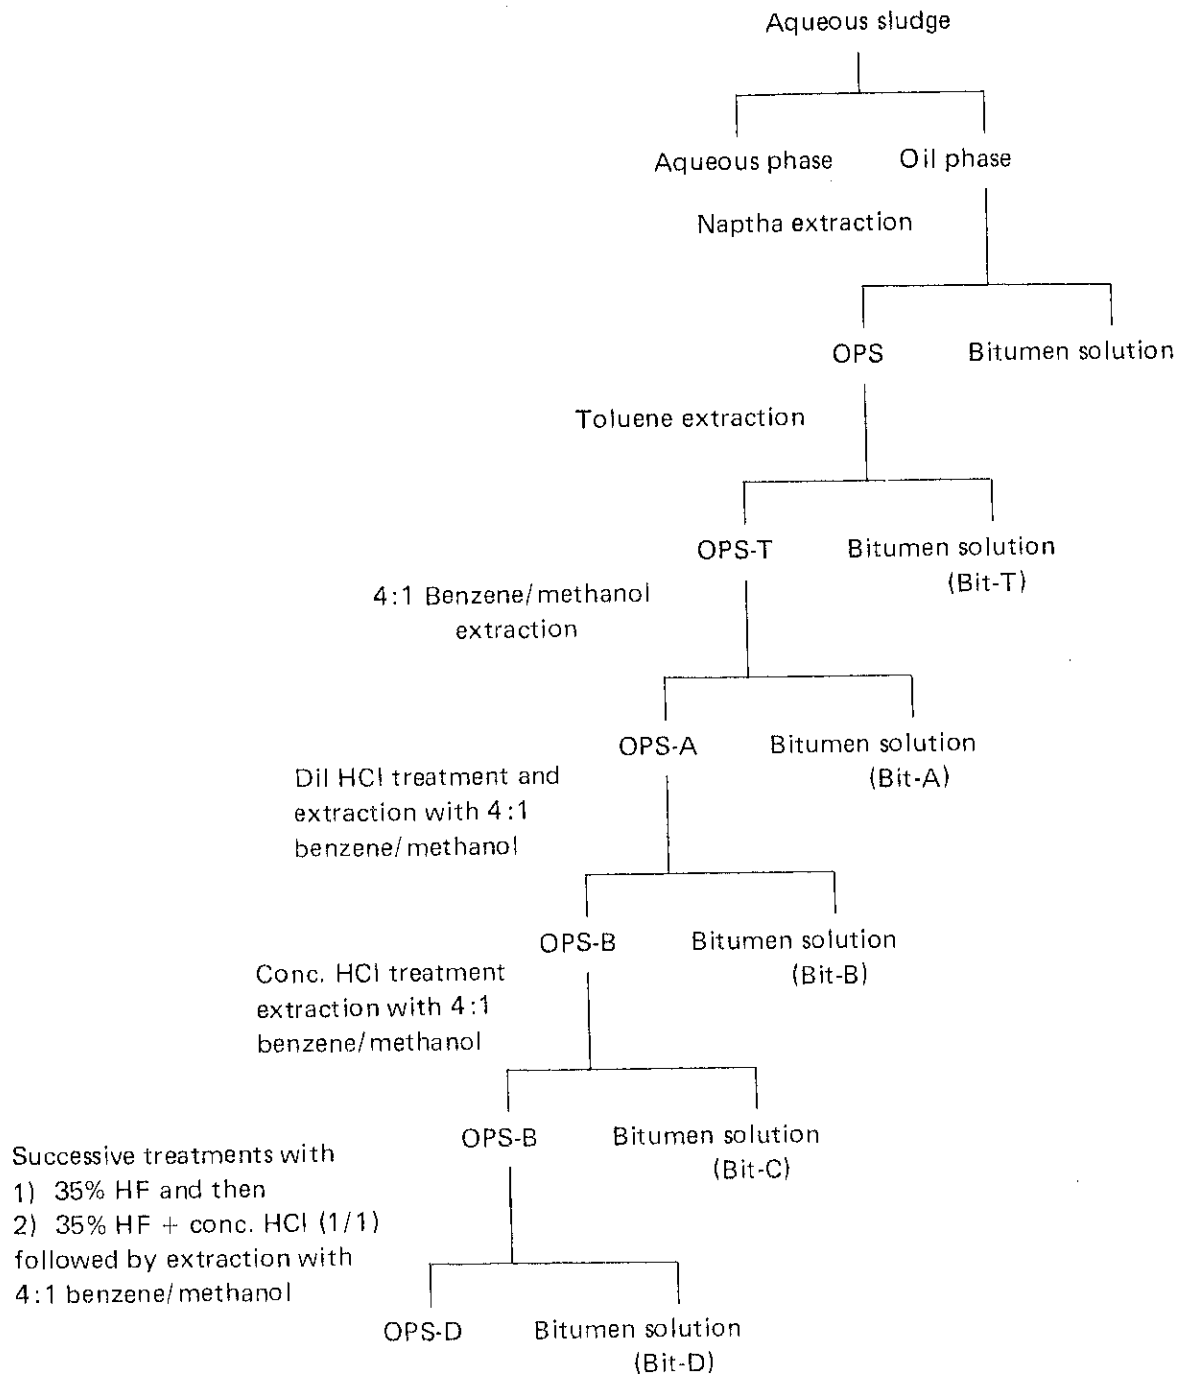 Aqueous sludge
Aqueous phase
Oil phase
Naptha extraction
OPS
Bitumen solution
Toluene extraction
OPS-T
Bitumen solution
(Bit-T)
4:1 Benzene/methanol
extraction
OPS-A
Bitumen solution
(Bit-A)
Dil HCl treatment and
extraction with 4:1
benzene/methanol
OPS-B
Bitumen solution
(Bit-B)
Conc. HCl treatment
extraction with 4:1
benzene/methanol
OPS-B
Bitumen solution
(Bit-C)
Successive treatments with
1) 35% HF and then
2) 35% HF + conc. HCl (1/1)
followed by extraction with
4:1 benzene/methanol
OPS-D
Bitumen solution
(Bit-D)